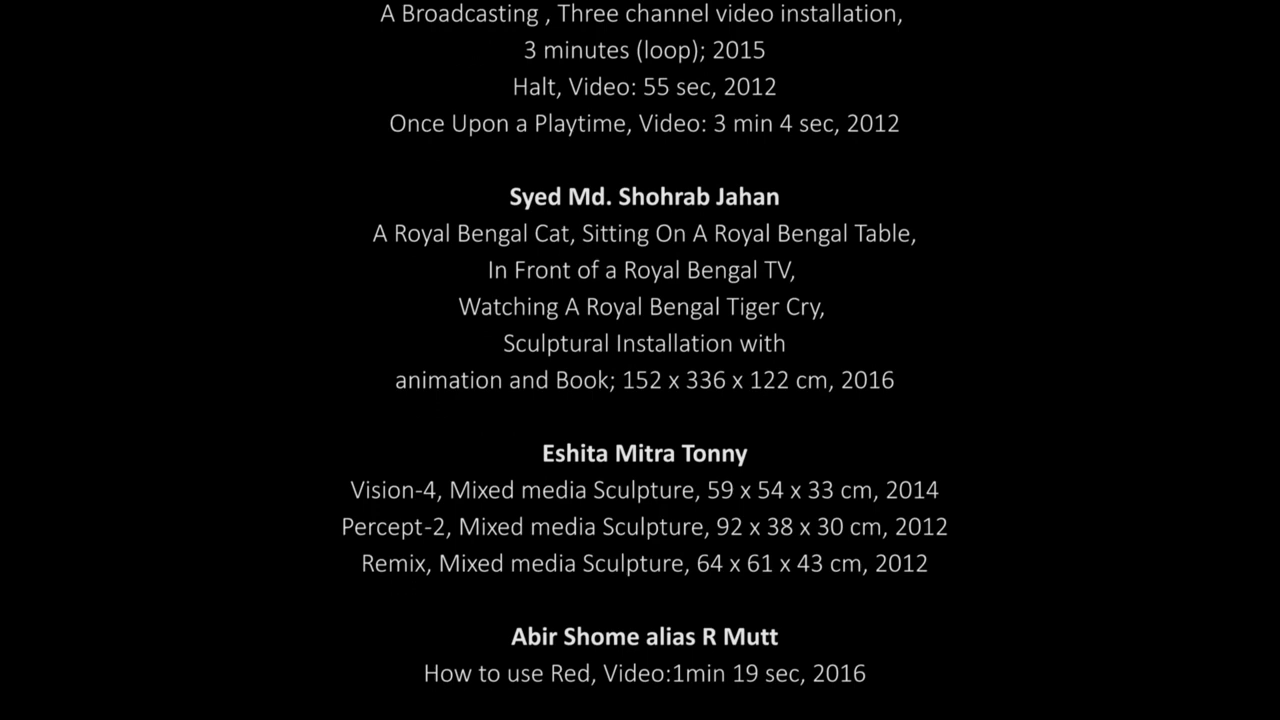 A Broadcasting , Three channel video installation,
3 minutes (loop); 2015
Halt, Video: 55 sec, 2012
Once Upon a Playtime, Video: 3 min 4 sec, 2012
Syed Md. Shohrab Jahan
A Royal Bengal Cat, Sitting On A Royal Bengal Table,
In Front of a Royal Bengal TV,
Watching A Royal Bengal Tiger Cry,
Sculptural Installation with
animation and Book; 152 x 336 x 122 cm, 2016
Eshita Mitra Tonny
Vision-4, Mixed media Sculpture, 59 x 54 x 33 cm, 2014
Percept-2, Mixed media Sculpture, 92 x 38 x 30 cm, 2012
Remix, Mixed media Sculpture, 64 x 61 x 43 cm, 2012
Abir Shome alias R Mutt
How to use Red, Video:1min 19 sec, 2016